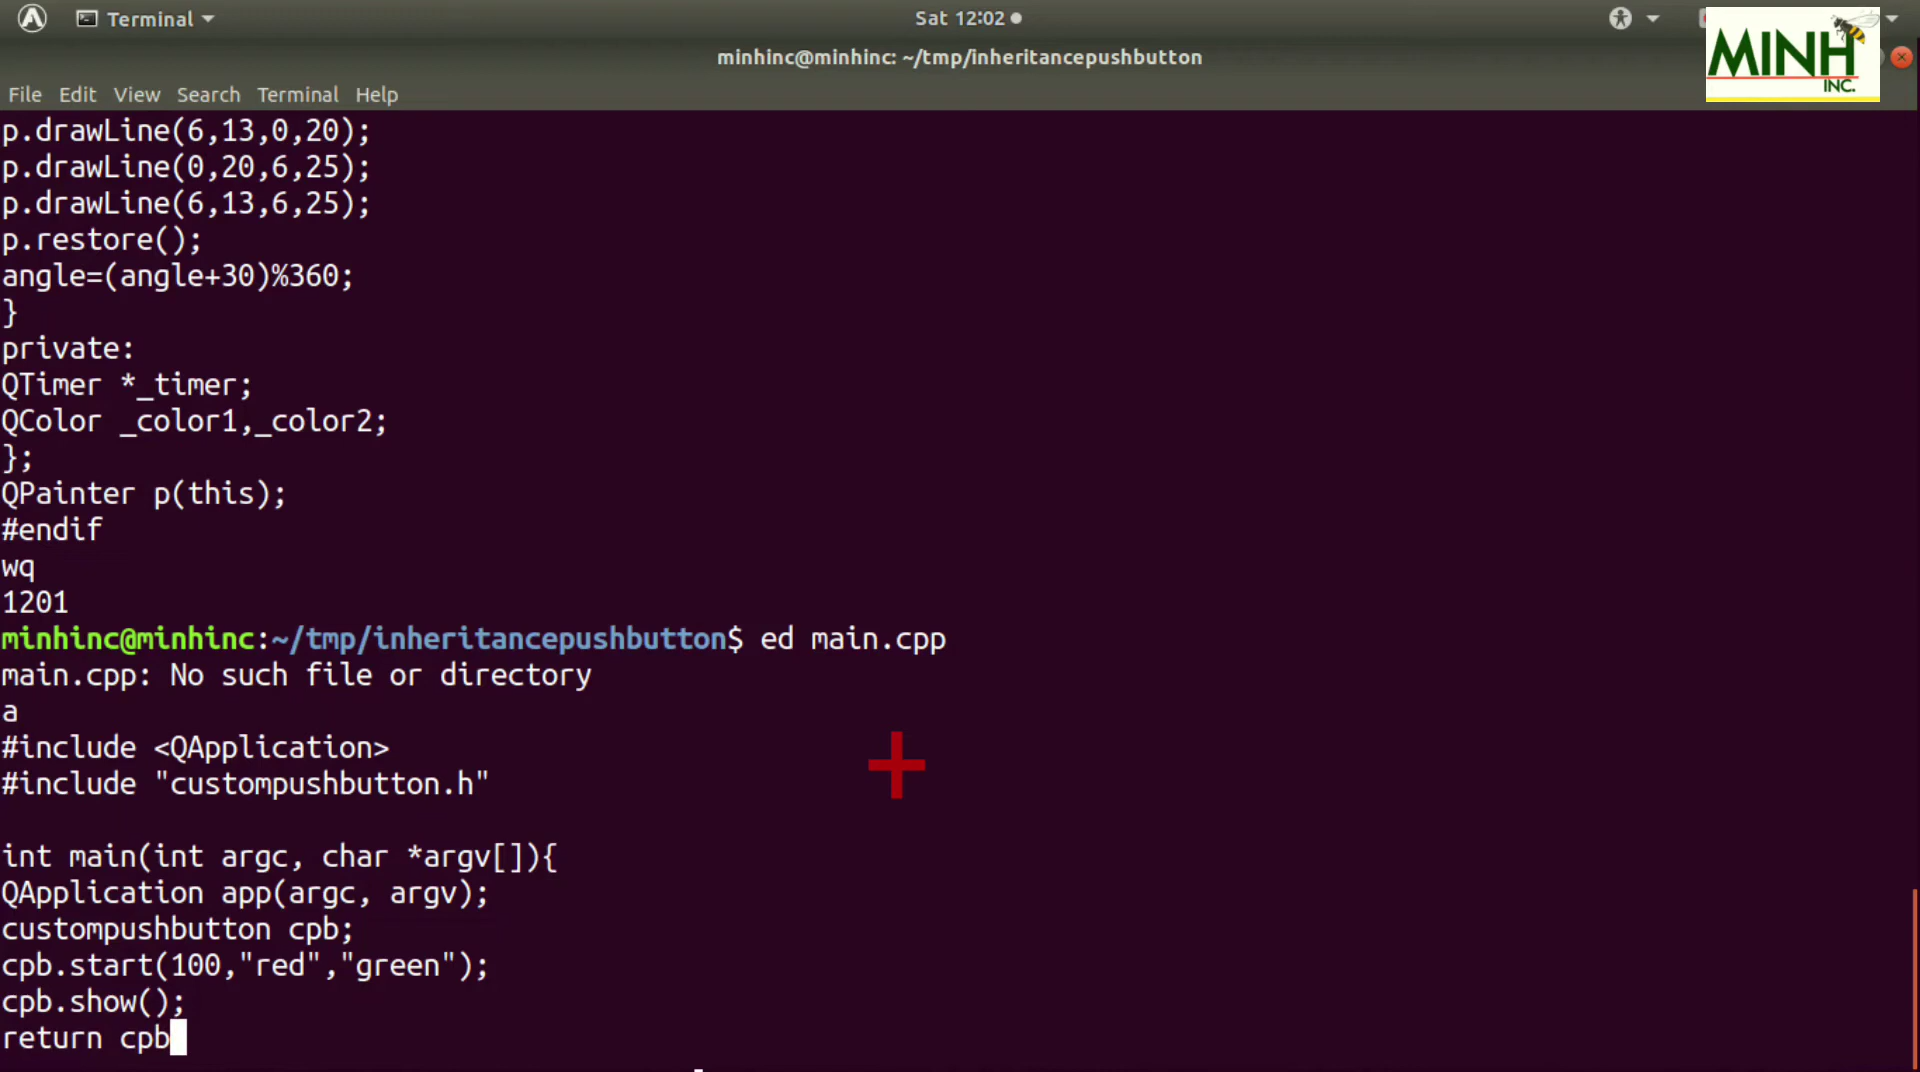 Terminal
Sat 12:02
MINH
INC.
minhinc@minhinc: ~/tmp/inheritancepushbutton
File Edit View Search Terminal Help
p.drawLine(6,13,0,20);
p.drawLine(0,20,6,25);
p.drawLine(6,13,6,25);
p.restore();
angle=(angle+30)%360;
}
private:
QTimer *_timer;
QColor _color1,_color2;
};
QPainter p(this);
#endif
wq
1201
minhinc@minhinc:~/tmp/inheritancepushbutton$ ed main.cpp
main.cpp: No such file or directory
a
#include <QApplication>
#include "custompushbutton.h"
int main(int argc, char *argv[]){
QApplication app(argc, argv);
custompushbutton cpb;
cpb.start(100,"red","green");
cpb.show();
return cpb